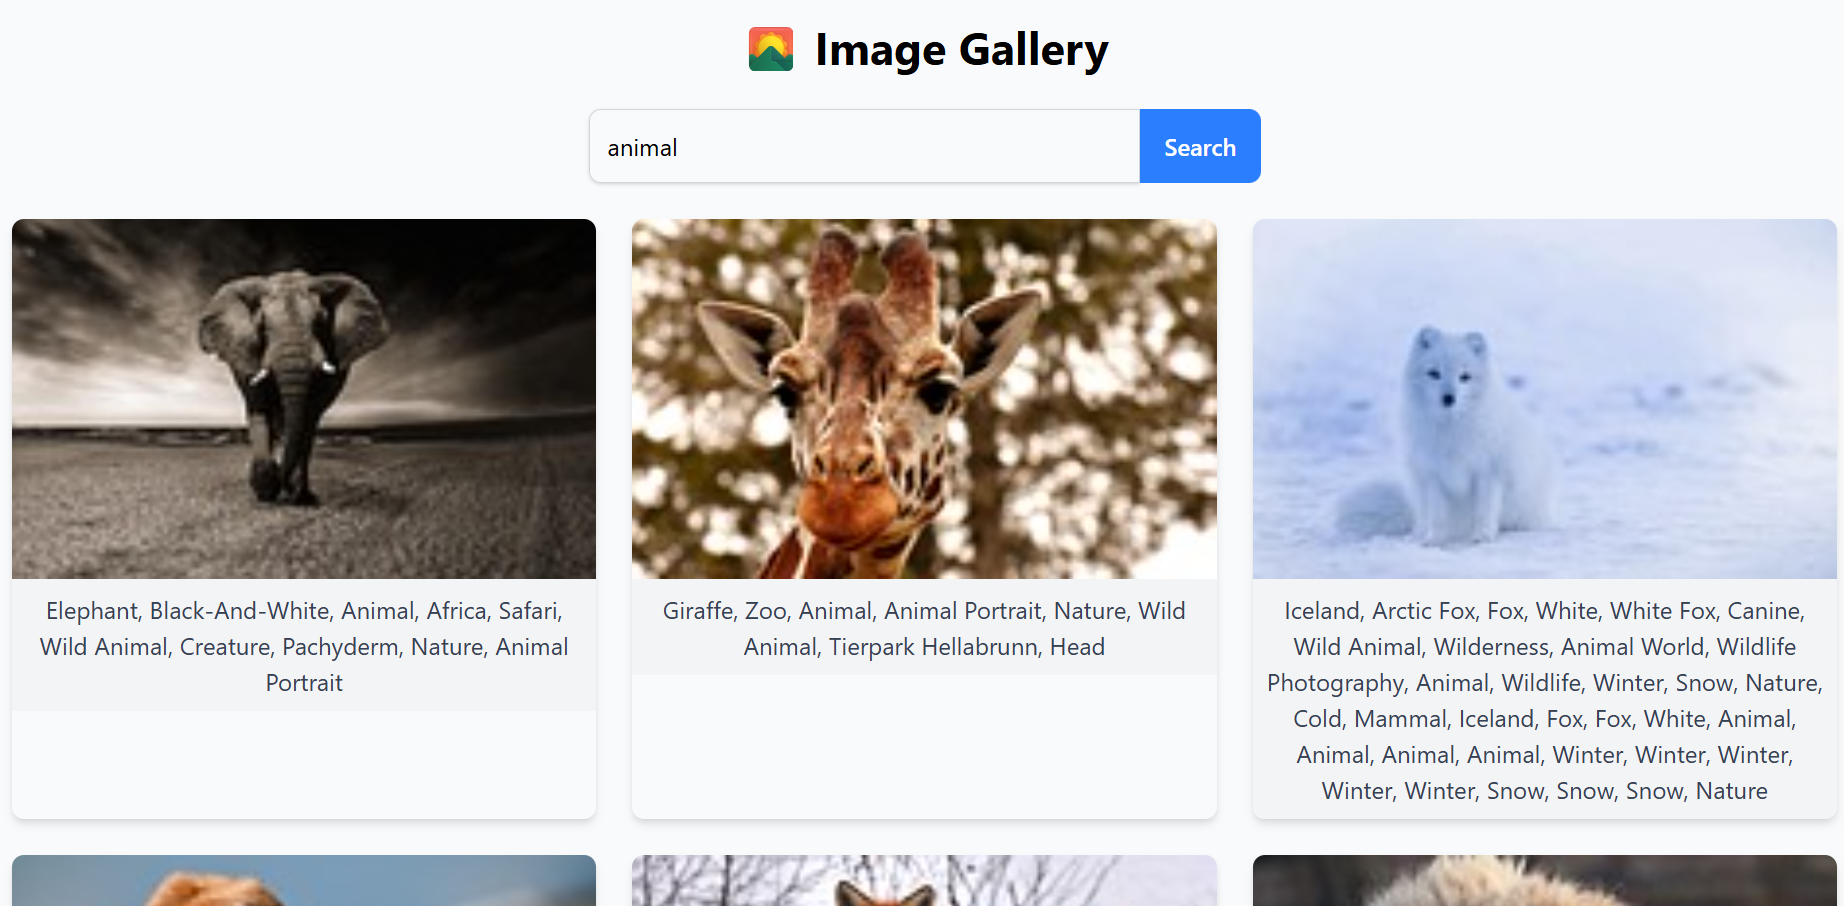 Image Gallery
animal
Search
Elephant, Black-And-White, Animal, Africa, Safari,
Wild Animal, Creature, Pachyderm, Nature, Animal
Portrait
Giraffe, Zoo, Animal, Animal Portrait, Nature, Wild
Animal, Tierpark Hellabrunn, Head
Iceland, Arctic Fox, Fox, White, White Fox, Canine,
Wild Animal, Wilderness, Animal World, Wildlife
Photography, Animal, Wildlife, Winter, Snow, Nature,
Cold, Mammal, Iceland, Fox, Fox, White, Animal,
Animal, Animal, Animal, Winter, Winter, Winter,
Winter, Winter, Snow, Snow, Snow, Nature